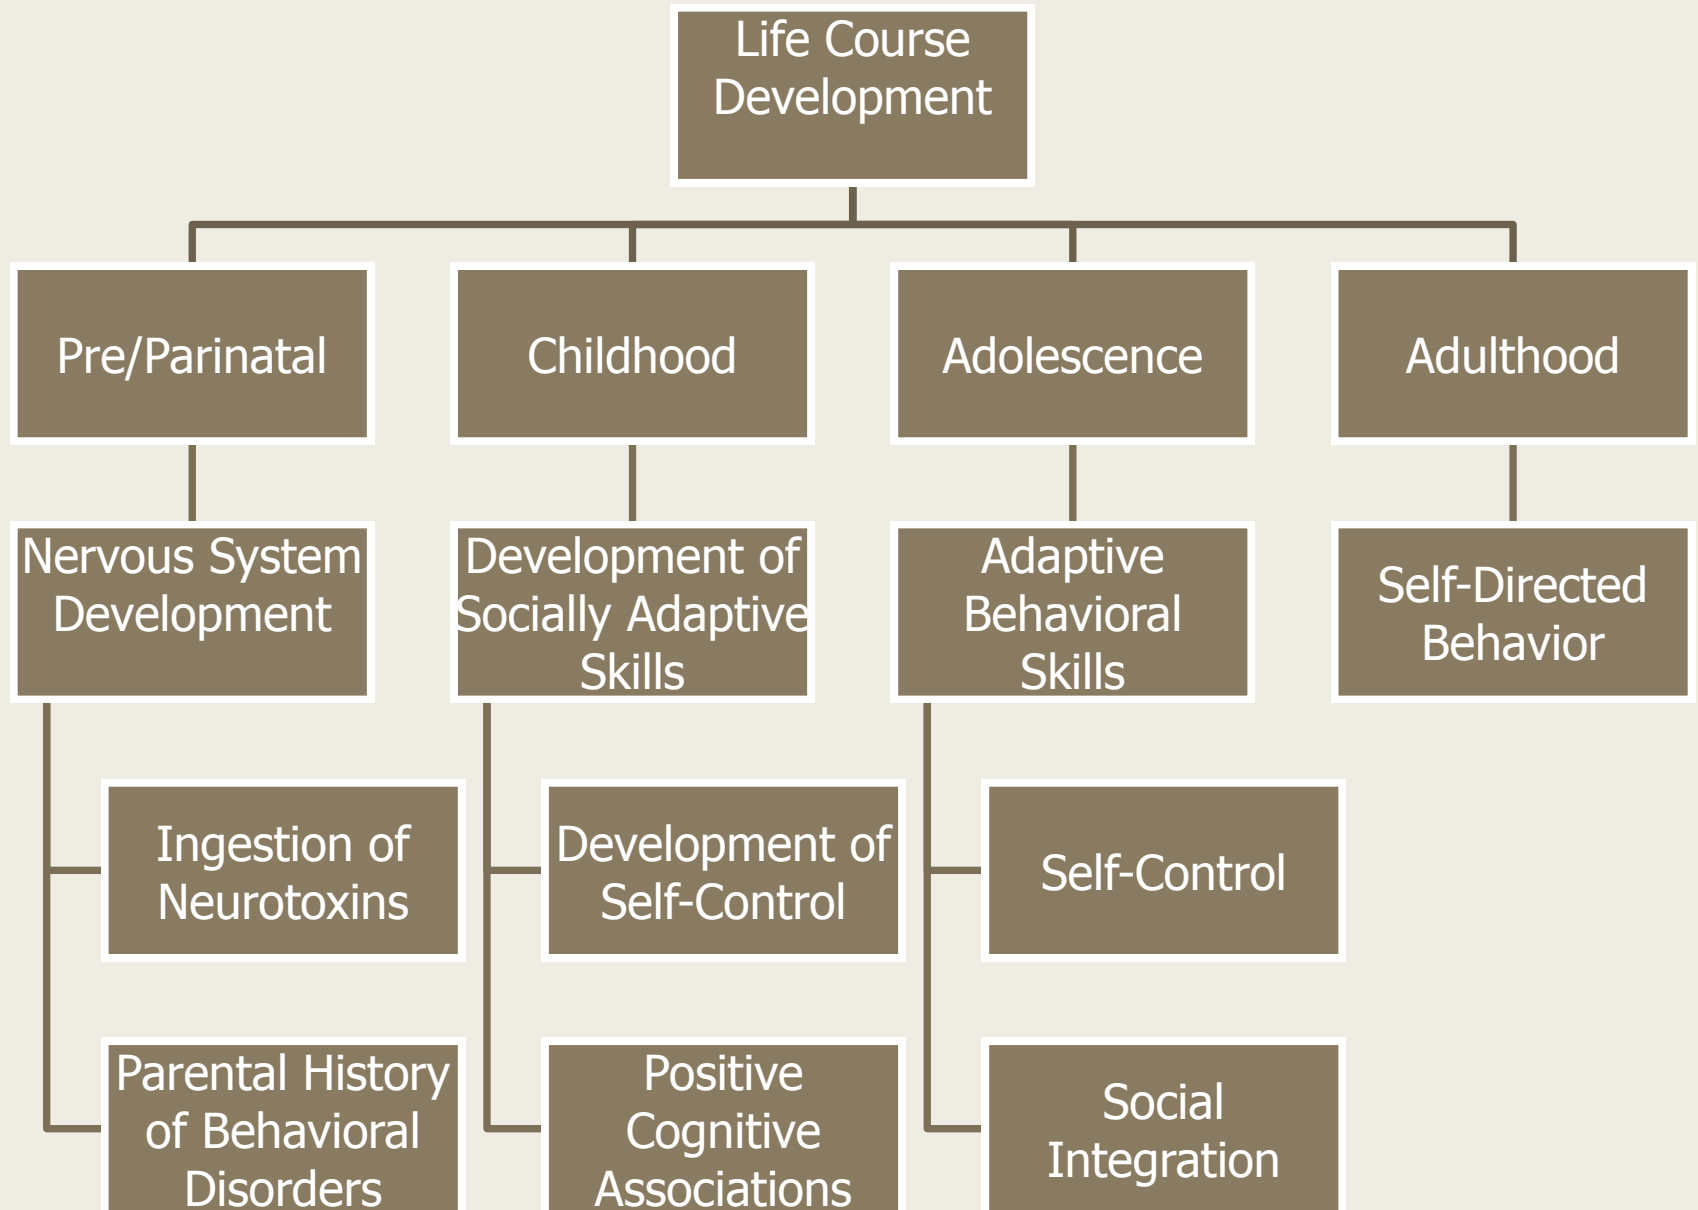 Life Course
Development
Pre/Parinatal
Childhood
Adolescence
Adulthood
Nervous System
Development
Development of
Socially Adaptive
Skills
Adaptive
Behavioral
Skills
Self-Directed
Behavior
Ingestion of
Neurotoxins
Development of
Self-Control
Self-Control
Parental History
of Behavioral
Disorders
Positive
Cognitive
Associations
Social
Integration